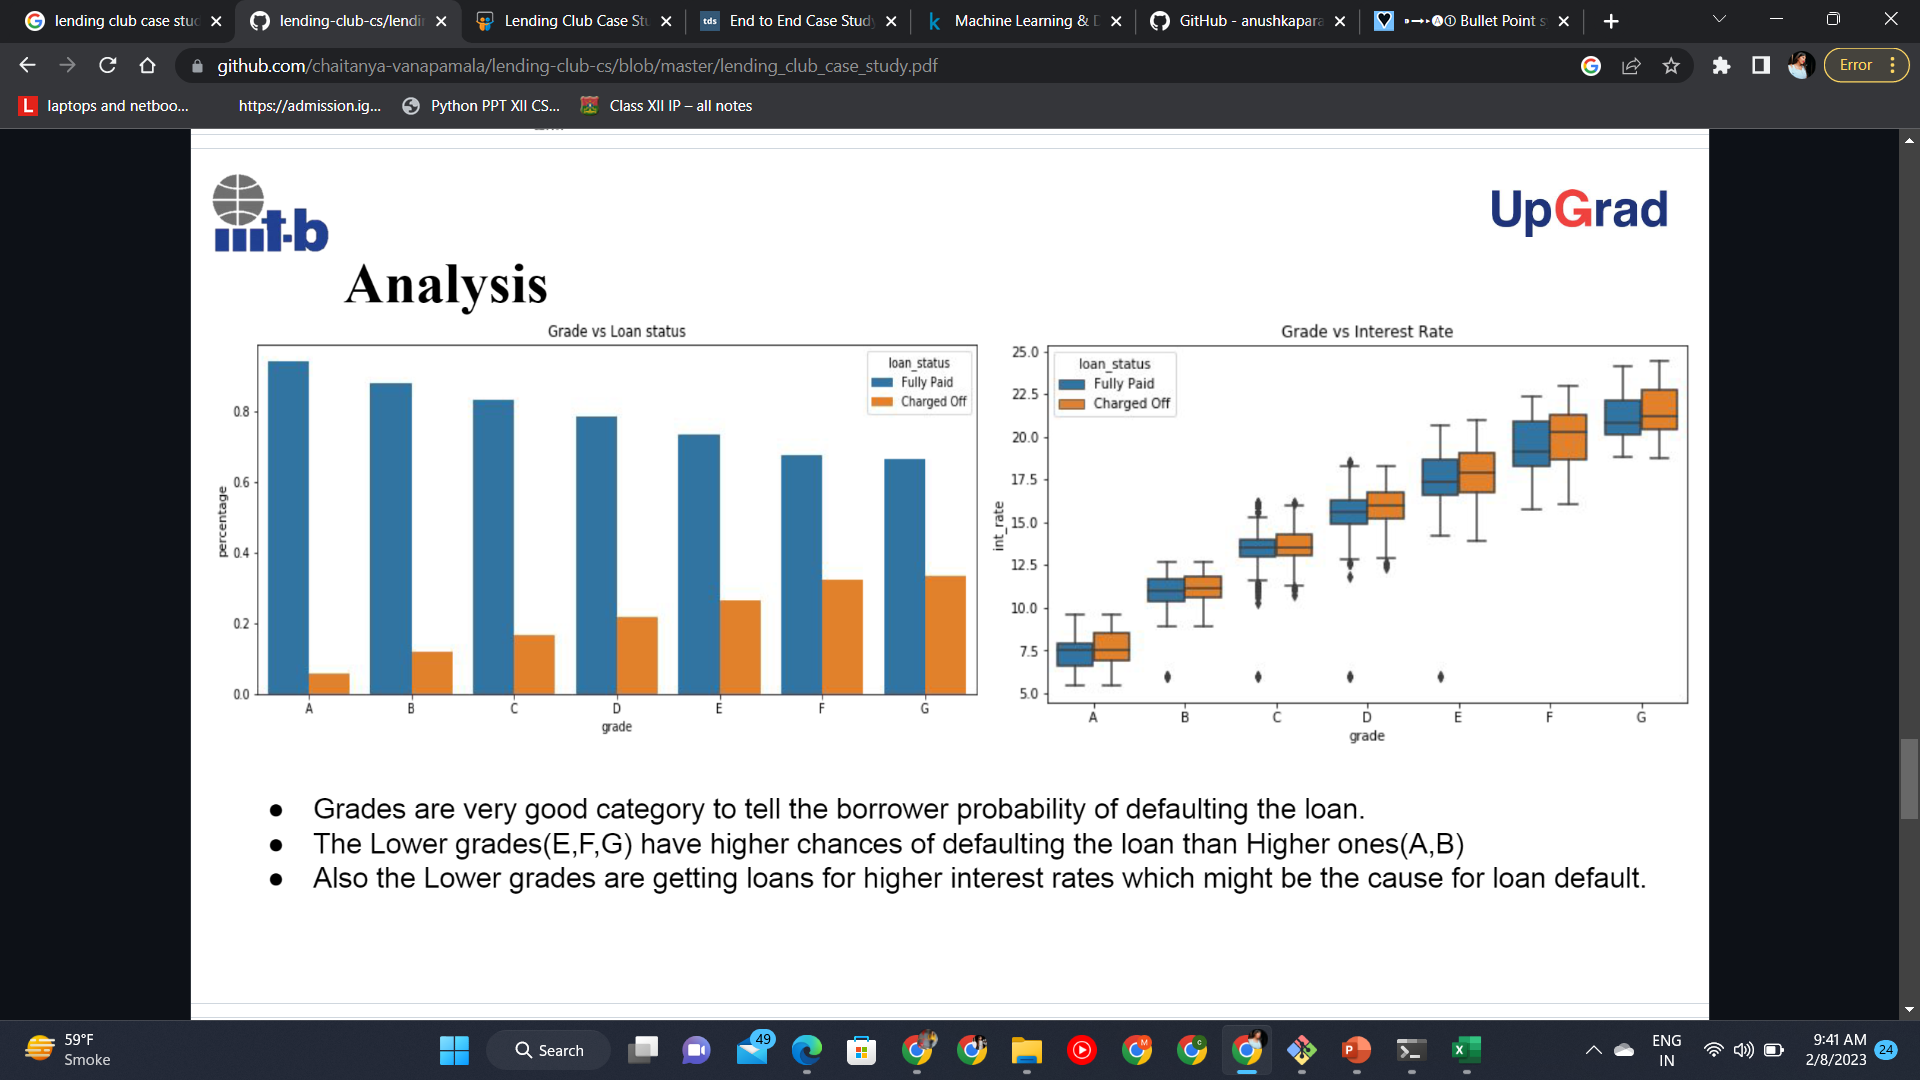 lending club case stu
lending-club-cs/lendi
Lending Club Case St
tds
End to End Case Stud
Machine Learning &
GitHub - anushkapara
Bullet Point s
github.com/chaitanya-vanapamala/lending-club-cs/blob/master/lending_club_case_study.pdf
Error
L laptops and netboo...
https://admission.ig...
Python PPT XII CS...
Class XII IP – all notes
iiit-b
UpGrad
Analysis
Grade vs Loan status
loan_status
Fully Paid
Charged Off
percentage
0.8
0.6
0.4
0.2
0.0
A B C D E F G
grade
Grade vs Interest Rate
loan_status
Fully Paid
Charged Off
int_rate
25.0
22.5
20.0
17.5
15.0
12.5
10.0
7.5
5.0
A B C D E F G
grade
● Grades are very good category to tell the borrower probability of defaulting the loan.
● The Lower grades(E,F,G) have higher chances of defaulting the loan than Higher ones(A,B)
● Also the Lower grades are getting loans for higher interest rates which might be the cause for loan default.
59°F
Smoke
Search
49
ENG
IN
9:41 AM
2/8/2023
24